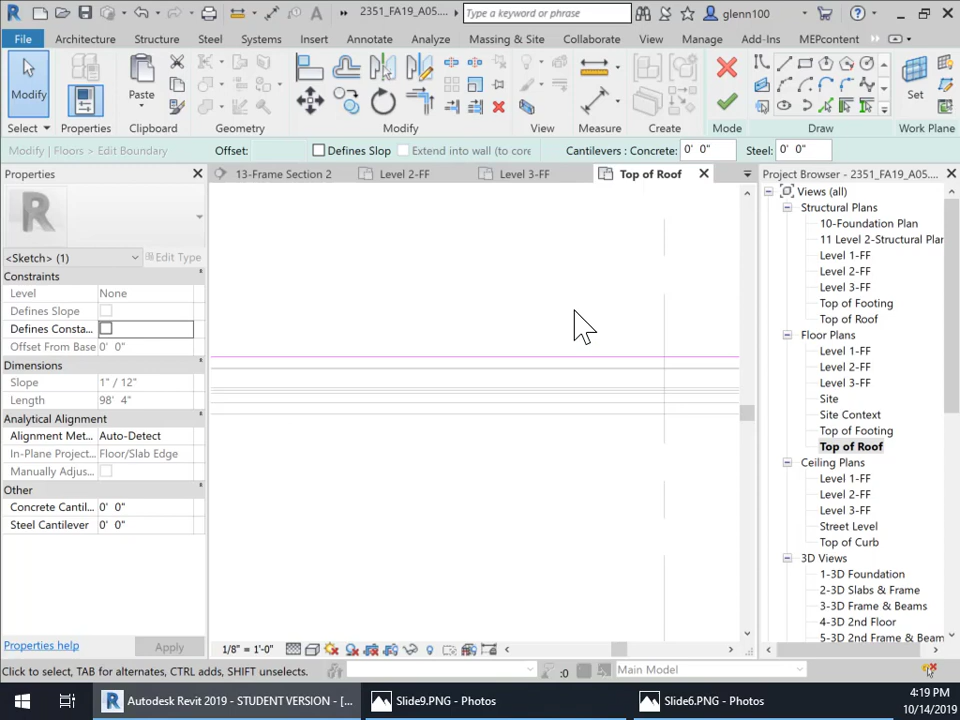 2351_FA19_A05....
Type a keyword or phrase
glenn100
File
Architecture
Structure
Steel
Systems
Insert
Annotate
Analyze
Massing & Site
Collaborate
View
Manage
Add-Ins
MEPcontent
Modify
Paste
Set
Select
Properties
Clipboard
Geometry
Modify
View
Measure
Create
Mode
Draw
Work Plane
Modify | Floors > Edit Boundary
Offset:
Defines Slop
Extend into wall (to core
Cantilevers : Concrete: 0' 0"
Steel: 0' 0"
Properties
13-Frame Section 2
Level 2-FF
Level 3-FF
Top of Roof
Project Browser - 2351_FA19_A05....
<Sketch> (1)
Edit Type
Constraints
Level None
Defines Slope
Defines Consta...
Offset From Base 0' 0"
Dimensions
Slope 1" / 12"
Length 98' 4"
Analytical Alignment
Alignment Met... Auto-Detect
In-Plane Project... Floor/Slab Edge
Manually Adjus...
Other
Concrete Cantil... 0' 0"
Steel Cantilever 0' 0"
Properties help
Apply
Views (all)
Structural Plans
10-Foundation Plan
11 Level 2-Structural Plan
Level 1-FF
Level 2-FF
Level 3-FF
Top of Footing
Top of Roof
Floor Plans
Level 1-FF
Level 2-FF
Level 3-FF
Site
Site Context
Top of Footing
Top of Roof
Ceiling Plans
Level 1-FF
Level 2-FF
Level 3-FF
Street Level
Top of Curb
3D Views
1-3D Foundation
2-3D Slabs & Frame
3-3D Frame & Beams
4-3D 2nd Floor
5-3D 2nd Frame & Beam
1/8" = 1'-0"
Click to select, TAB for alternates, CTRL adds, SHIFT unselects.
:0
Main Model
Autodesk Revit 2019 - STUDENT VERSION - [...
Slide9.PNG - Photos
Slide6.PNG - Photos
4:19 PM
10/14/2019